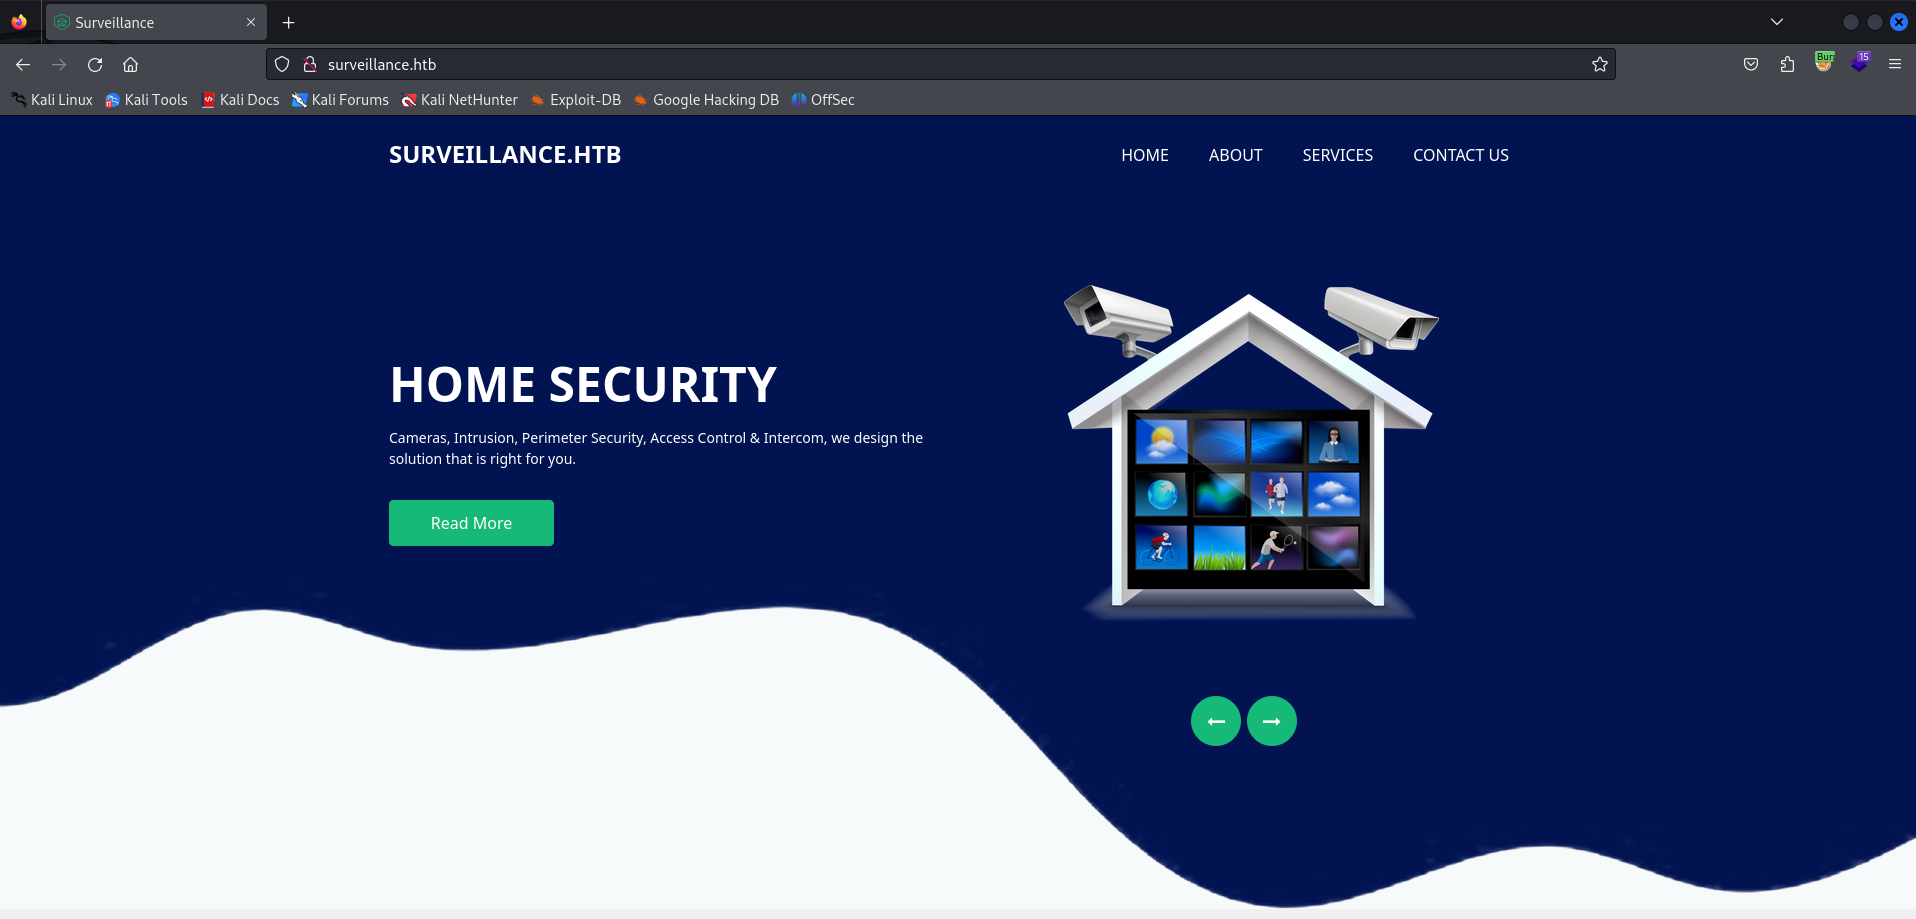 Surveillance
surveillance.htb
Burr
15
Kali Linux Kali Tools Kali Docs Kali Forums Kali NetHunter Exploit-DB Google Hacking DB OffSec
SURVEILLANCE.HTB
HOME ABOUT SERVICES CONTACT US
HOME SECURITY
Cameras, Intrusion, Perimeter Security, Access Control & Intercom, we design the
solution that is right for you.
Read More